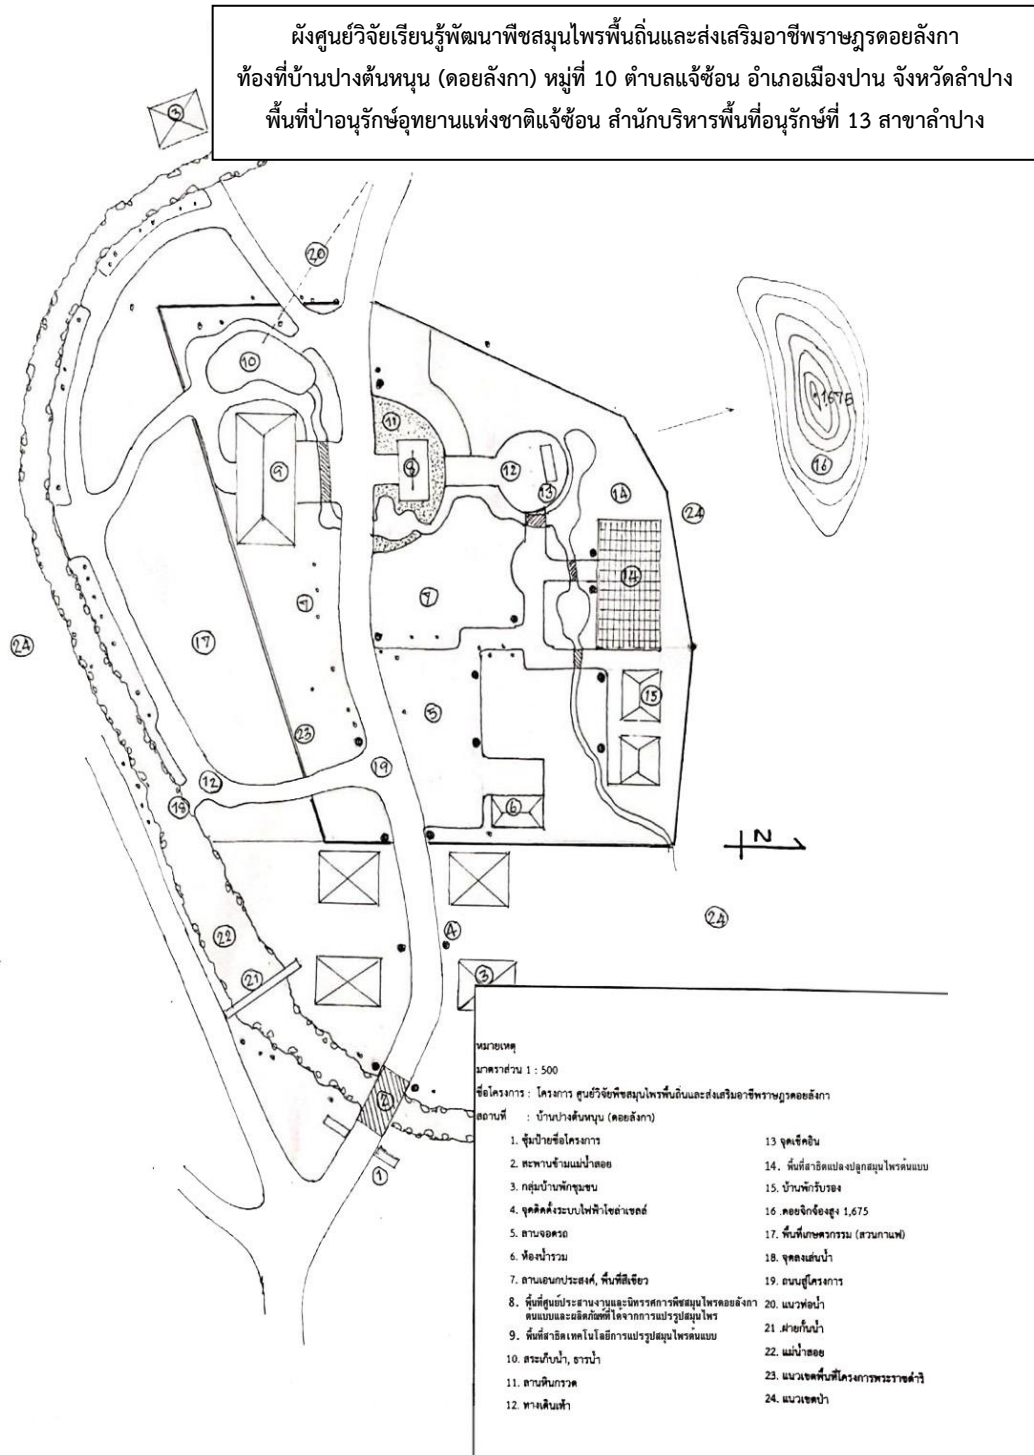 ผังศูนย์วิจัยเรียนรู้พัฒนาพืชสมุนไพรพื้นถิ่นและส่งเสริมอาชีพราษฎรดอยลังกา
ท้องที่บ้านปางต้นหนุน (ดอยลังกา) หมู่ที่ 10 ตำบลแจ้ซ้อน อำเภอเมืองปาน จังหวัดลำปาง
พื้นที่ป่าอนุรักษ์อุทยานแห่งชาติแจ้ซ้อน สำนักบริหารพื้นที่อนุรักษ์ที่ 13 สาขาลำปาง
3
20
10
1675
11
16
9
8
12
13
14
24
14
7
7
17
24
15
5
23
19
12
18
6
N
22
4
24
21
3
2
1
หมายเหตุ
มาตราส่วน 1 : 500
ชื่อโครงการ : โครงการ ศูนย์วิจัยพืชสมุนไพรพื้นถิ่นและส่งเสริมอาชีพราษฎรดอยลังกา
สถานที่ : บ้านปางต้นหนุน (ดอยลังกา)
1. ซุ้มป้ายชื่อโครงการ
2. สะพานข้ามแม่น้ำสอย
3. กลุ่มบ้านพักชุมชน
4. จุดติดตั้งระบบไฟฟ้าโซล่าเซลล์
5. ลานจอดรถ
6. ห้องน้ำรวม
7. ลานเอนกประสงค์, พื้นที่สีเขียว
8. พื้นที่ศูนย์ประสานงานและนิทรรศการพืชสมุนไพรดอยลังกา
ต้นแบบและผลิตภัณฑ์ที่ได้จากการแปรรูปสมุนไพร
9. พื้นที่สาธิตเทคโนโลยีการแปรรูปสมุนไพรต้นแบบ
10. สระเก็บน้ำ, ธารน้ำ
11. ลานหินกรวด
12. ทางเดินเท้า
13 จุดเช็คอิน
14. พื้นที่สาธิตแปลงปลูกสมุนไพรต้นแบบ
15. บ้านพักรับรอง
16 .ดอยจิกจ้องสูง 1,675
17. พื้นที่เกษตรกรรม (สวนกาแฟ)
18. จุดลงเล่นน้ำ
19. ถนนสู่โครงการ
20. แนวท่อน้ำ
21 .ฝายกั้นน้ำ
22. แม่น้ำสอย
23. แนวเขตพื้นที่โครงการพระราชดำริ
24. แนวเขตป่า